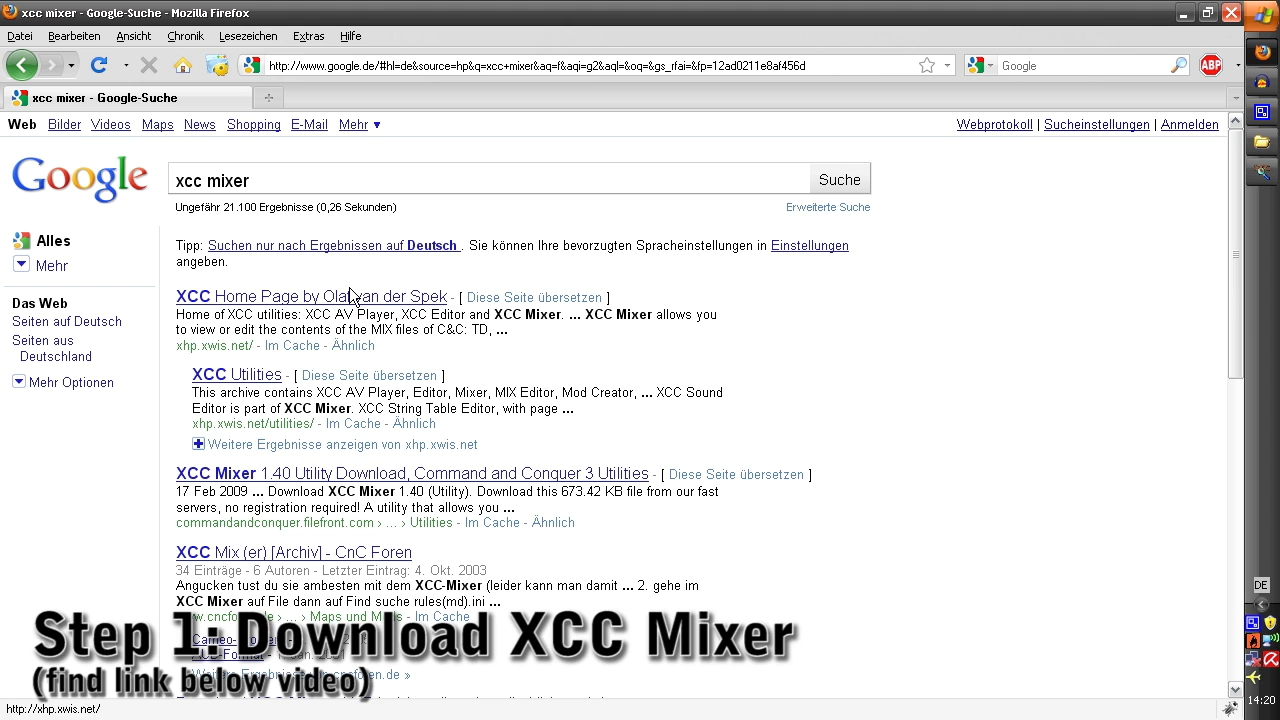 xcc mixer - Google-Suche - Mozilla Firefox
Datei Bearbeiten Ansicht Chronik Lesezeichen Extras Hilfe
http://www.google.de/#hl=de&source=hp&q=xcc+mixer&aq=f&aqi=g2&aql=&oq=&gs_rfai=&fp=12ad0211e8af456d
Google
ABP
xcc mixer - Google-Suche
Web Bilder Videos Maps News Shopping E-Mail Mehr ▼
Webprotokoll | Sucheinstellungen | Anmelden
Google
xcc mixer
Suche
Ungefähr 21.100 Ergebnisse (0,26 Sekunden)
Erweiterte Suche
Alles
Mehr
Das Web
Seiten auf Deutsch
Seiten aus
Deutschland
Mehr Optionen
Tipp: Suchen nur nach Ergebnissen auf Deutsch . Sie können Ihre bevorzugten Spracheinstellungen in Einstellungen
angeben.
XCC Home Page by Olaf van der Spek - [ Diese Seite übersetzen ]
Home of XCC utilities: XCC AV Player, XCC Editor and XCC Mixer. ... XCC Mixer allows you
to view or edit the contents of the MIX files of C&C: TD, ...
xhp.xwis.net/ - Im Cache - Ähnlich
XCC Utilities - [ Diese Seite übersetzen ]
This archive contains XCC AV Player, Editor, Mixer, MIX Editor, Mod Creator, ... XCC Sound
Editor is part of XCC Mixer. XCC String Table Editor, with page ...
xhp.xwis.net/utilities/ - Im Cache - Ähnlich
Weitere Ergebnisse anzeigen von xhp.xwis.net
XCC Mixer 1.40 Utility Download, Command and Conquer 3 Utilities - [ Diese Seite übersetzen ]
17 Feb 2009 ... Download XCC Mixer 1.40 (Utility). Download this 673.42 KB file from our fast
servers, no registration required! A utility that allows you ...
commandandconquer.filefront.com › ... › Utilities - Im Cache - Ähnlich
XCC Mix (er) [Archiv] - CnC Foren
34 Einträge - 6 Autoren - Letzter Eintrag: 4. Okt. 2003
Angucken tust du sie ambesten mit dem XCC-Mixer (leider kann man damit ... 2. gehe im
XCC Mixer auf File dann auf Find suche rules(md).ini ...
› ... › Maps und - Im Cache
Step 1: Download XCC Mixer
(find link below video)
http://xhp.xwis.net/
DE
14:20